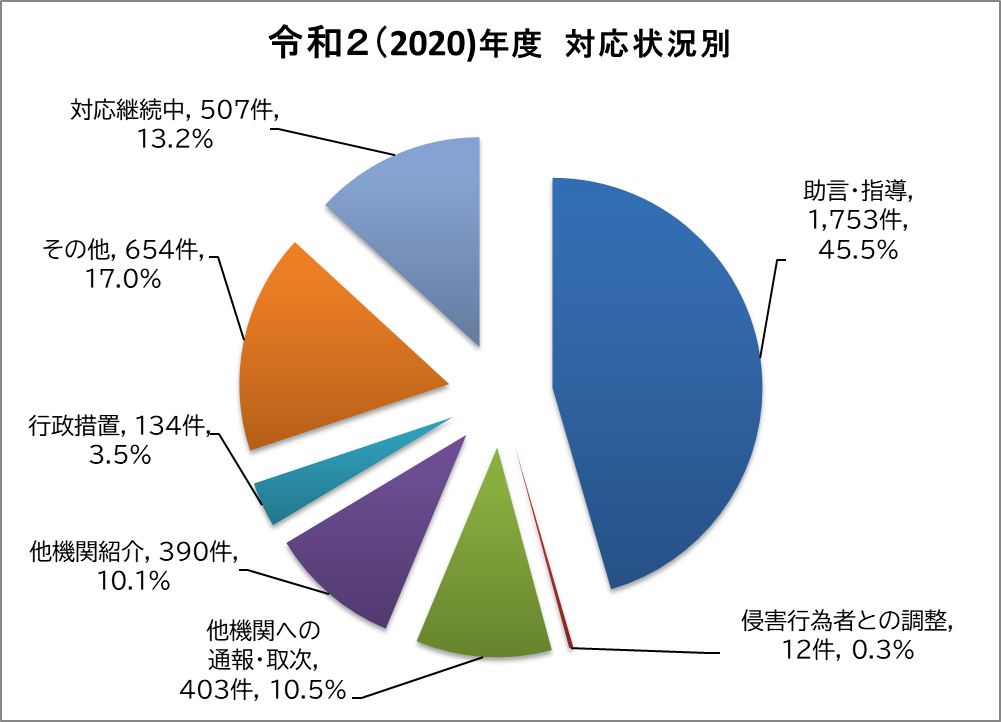 令和2(2020)年度 対応状況別
対応継続中, 507件,
13.2%
助言・指導,
1,753件,
45.5%
その他, 654件,
17.0%
行政措置, 134件,
3.5%
他機関紹介, 390件,
10.1%
他機関への
通報・取次,
403件, 10.5%
侵害行為者との調整,
12件, 0.3%